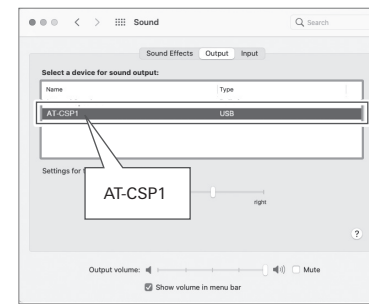 Sound
Search
Sound Effects Output Input
Select a device for sound output:
Name Type
AT-CSP1 USB
Settings for
AT-CSP1
right
?
Output volume: Mute
Show volume in menu bar